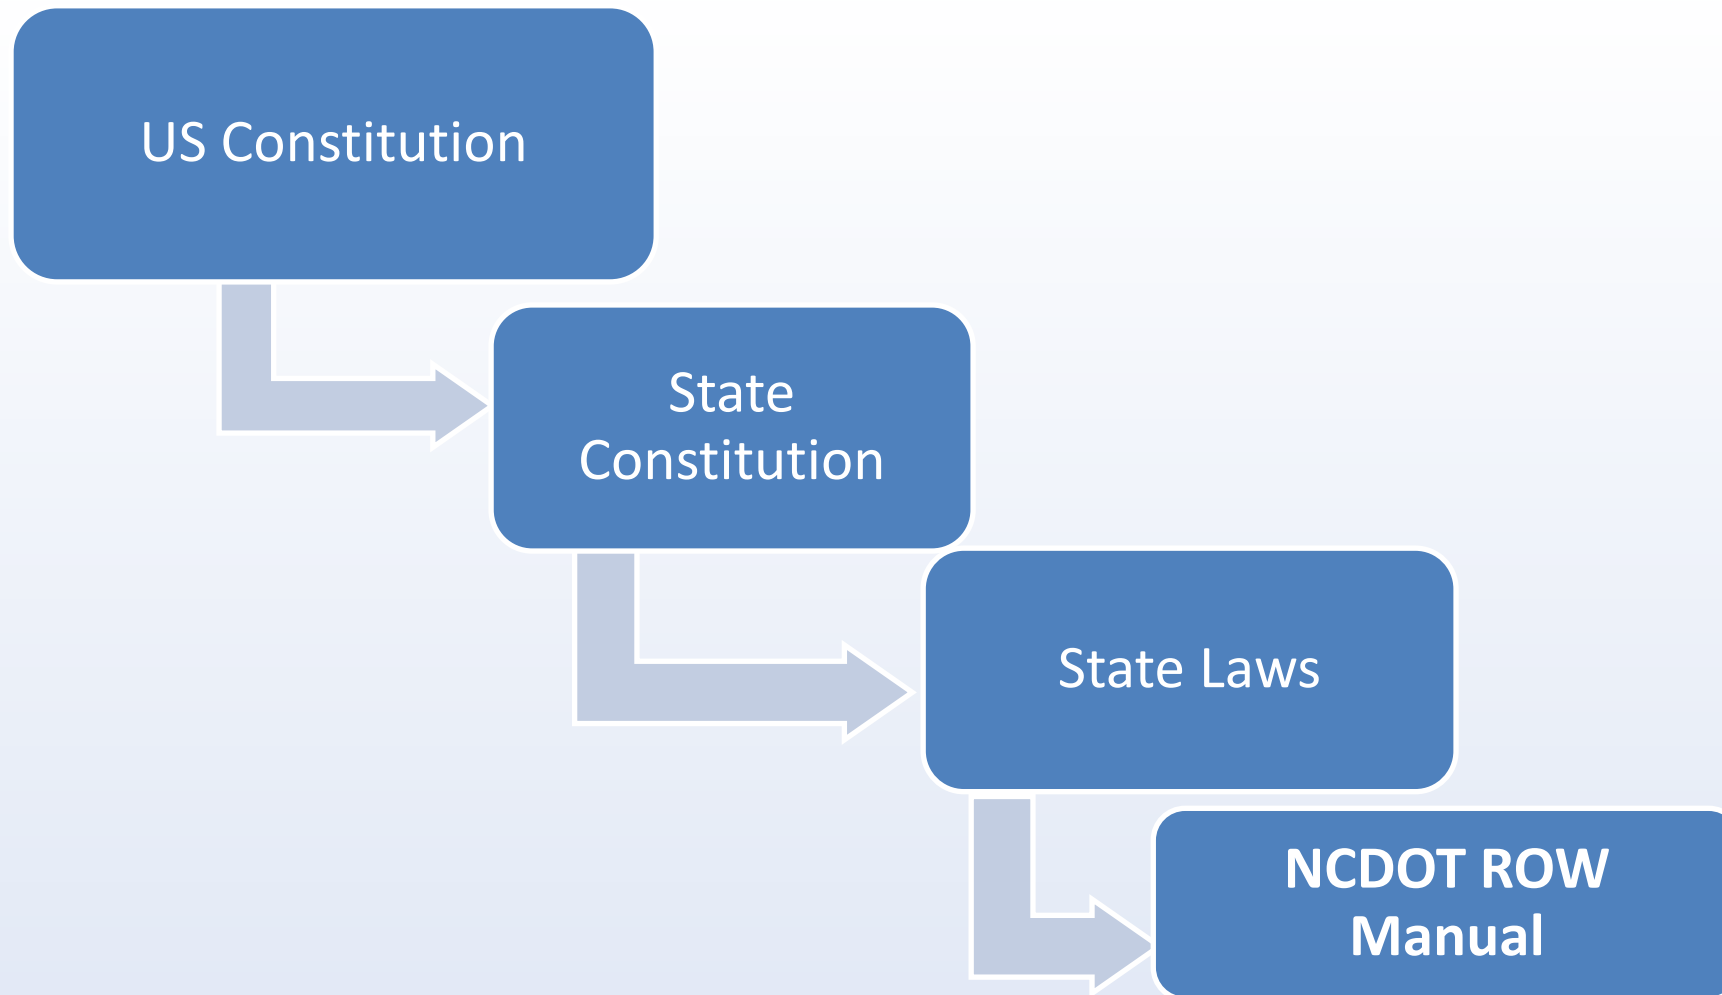 US Constitution
State
Constitution
State Laws
NCDOT ROW
Manual